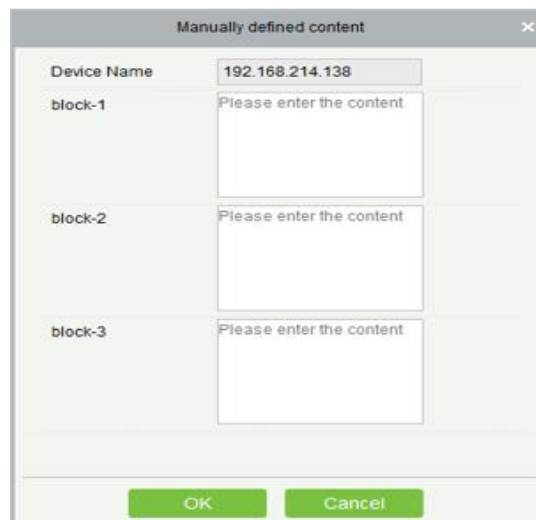 Manually defined content ×
Device Name 192.168.214.138
block-1 Please enter the content
block-2 Please enter the content
block-3 Please enter the content
OK Cancel